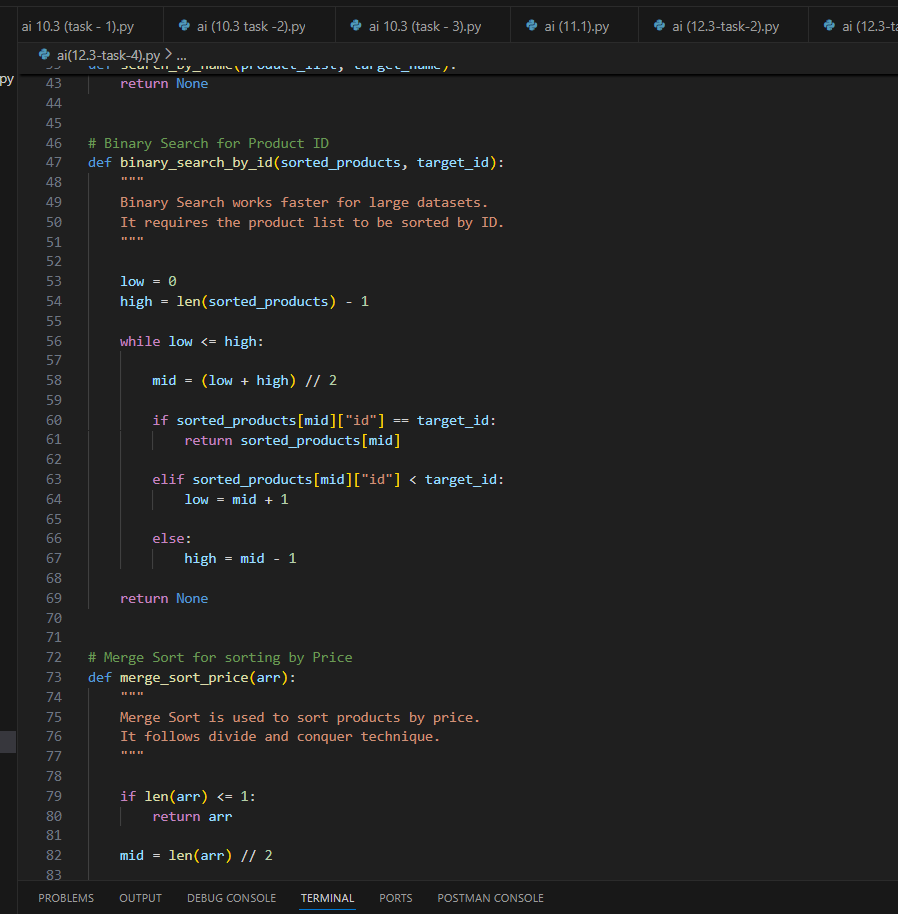 ai 10.3 (task - 1).py
ai (10.3 task -2).py
ai 10.3 (task - 3).py
ai (11.1).py
ai (12.3-task-2).py
ai (12.3-ta
ai(12.3-task-4).py > ...
py
def search_by_name(product_list, target_name):
43 return None
44
45
46 # Binary Search for Product ID
47 def binary_search_by_id(sorted_products, target_id):
48 """
49 Binary Search works faster for large datasets.
50 It requires the product list to be sorted by ID.
51 """
52
53 low = 0
54 high = len(sorted_products) - 1
55
56 while low <= high:
57
58 mid = (low + high) // 2
59
60 if sorted_products[mid]["id"] == target_id:
61 return sorted_products[mid]
62
63 elif sorted_products[mid]["id"] < target_id:
64 low = mid + 1
65
66 else:
67 high = mid - 1
68
69 return None
70
71
72 # Merge Sort for sorting by Price
73 def merge_sort_price(arr):
74 """
75 Merge Sort is used to sort products by price.
76 It follows divide and conquer technique.
77 """
78
79 if len(arr) <= 1:
80 return arr
81
82 mid = len(arr) // 2
83
PROBLEMS OUTPUT DEBUG CONSOLE TERMINAL PORTS POSTMAN CONSOLE